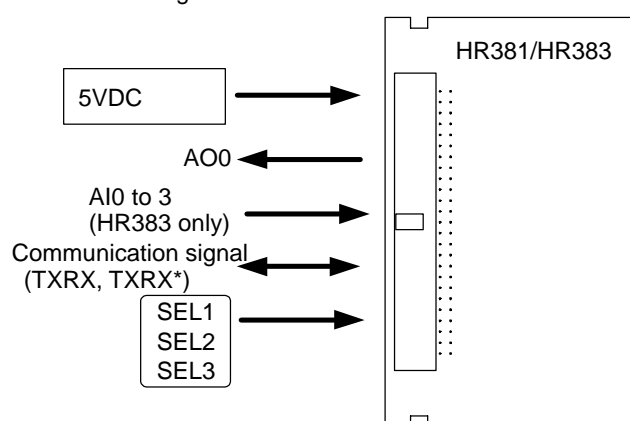 HR381/HR383
5VDC
AO0
AI0 to 3
(HR383 only)
Communication signal
(TXRX, TXRX*)
SEL1
SEL2
SEL3